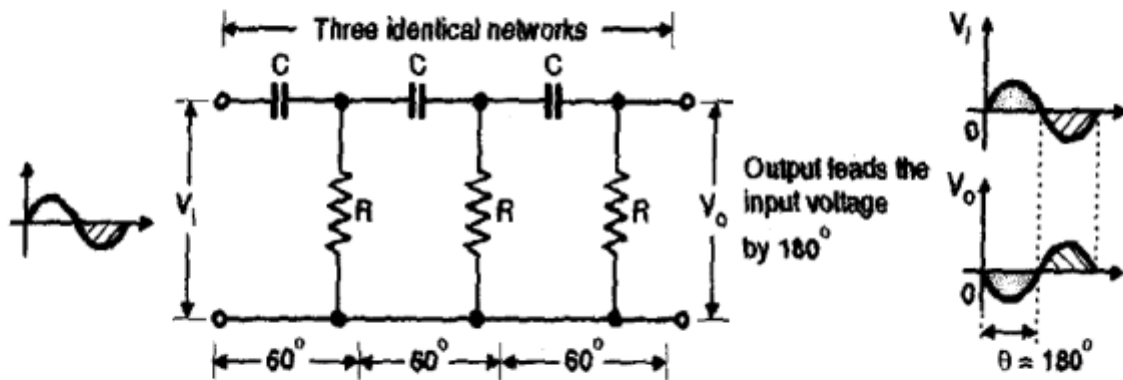 Three identical networks
C
C
C
V_i
R
R
R
V_o
60°
60°
60°
Output leads the
input voltage
by 180°
V_i
0
V_o
0
θ = 180°